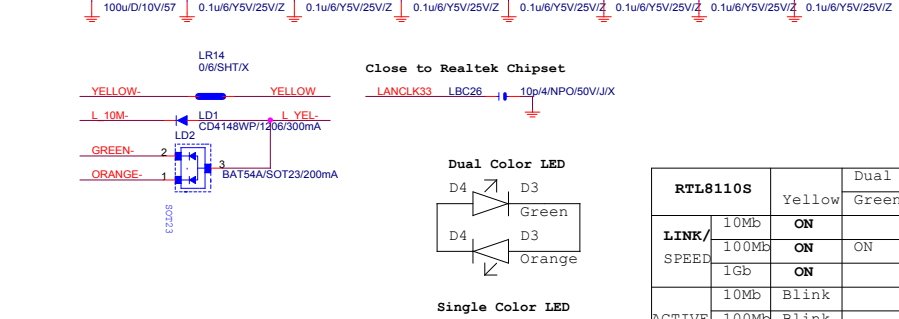 100u/D/10V/57 0.1u/6/Y5V/25V/Z 0.1u/6/Y5V/25V/Z 0.1u/6/Y5V/25V/Z 0.1u/6/Y5V/25V/Z 0.1u/6/Y5V/25V/Z 0.1u/6/Y5V/25V/Z 0.1u/6/Y5V/25V/Z
LR14
0/6/SHT/X
YELLOW- YELLOW
L_10M- LD1 L_YEL-
CD4148WP/1206/300mA
LD2
GREEN- 2
3
ORANGE- 1 BAT54A/SOT23/200mA
SOT23
Close to Realtek Chipset
LANCLK33 LBC26 10p/4/NPO/50V/J/X
Dual Color LED
D4 D3
Green
D4 D3
Orange
Single Color LED
RTL8110S Dual
Yellow Green
LINK/ SPEED 10Mb ON
100Mb ON ON
1Gb ON
ACTIVE 10Mb Blink
100Mb Blink